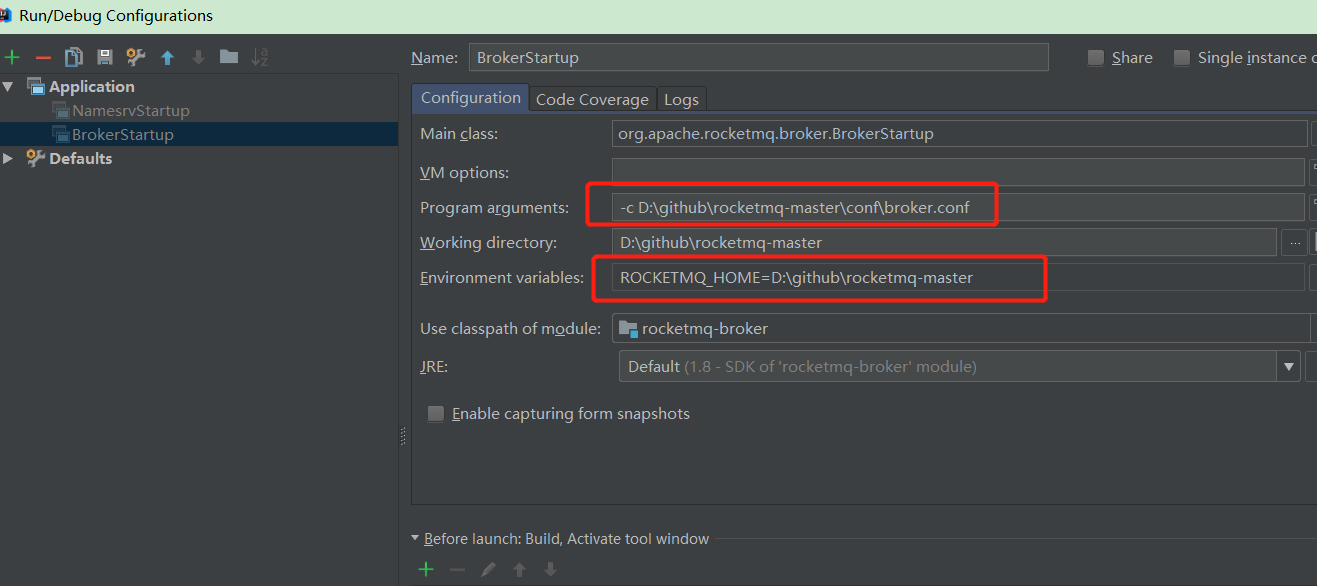 Run/Debug Configurations
Name: BrokerStartup Share Single instance o
Application
NamesrvStartup
BrokerStartup
Defaults
Configuration Code Coverage Logs
Main class: org.apache.rocketmq.broker.BrokerStartup
VM options:
Program arguments: -c D:\github\rocketmq-master\conf\broker.conf
Working directory: D:\github\rocketmq-master ...
Environment variables: ROCKETMQ_HOME=D:\github\rocketmq-master
Use classpath of module: rocketmq-broker
JRE: Default (1.8 - SDK of 'rocketmq-broker' module)
Enable capturing form snapshots
Before launch: Build, Activate tool window